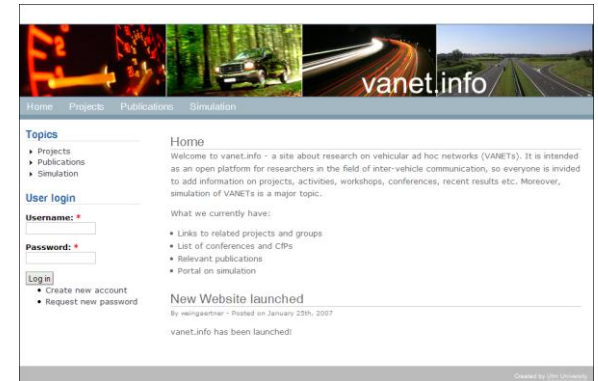 vanet.info
Home Projects Publications Simulation
Topics
Projects
Publications
Simulation
User login
Username: *
Password: *
Log in
Create new account
Request new password
Home
Welcome to vanet.info - a site about research on vehicular ad hoc networks (VANETs). It is intended
as an open platform for researchers in the field of inter-vehicle communication, so everyone is invided
to add information on projects, activities, workshops, conferences, recent results etc. Moreover,
simulation of VANETs is a major topic.
What we currently have:
Links to related projects and groups
List of conferences and CfPs
Relevant publications
Portal on simulation
New Website launched
By weingaertner - Posted on January 25th, 2007
vanet.info has been launched!
Created by Ulm University